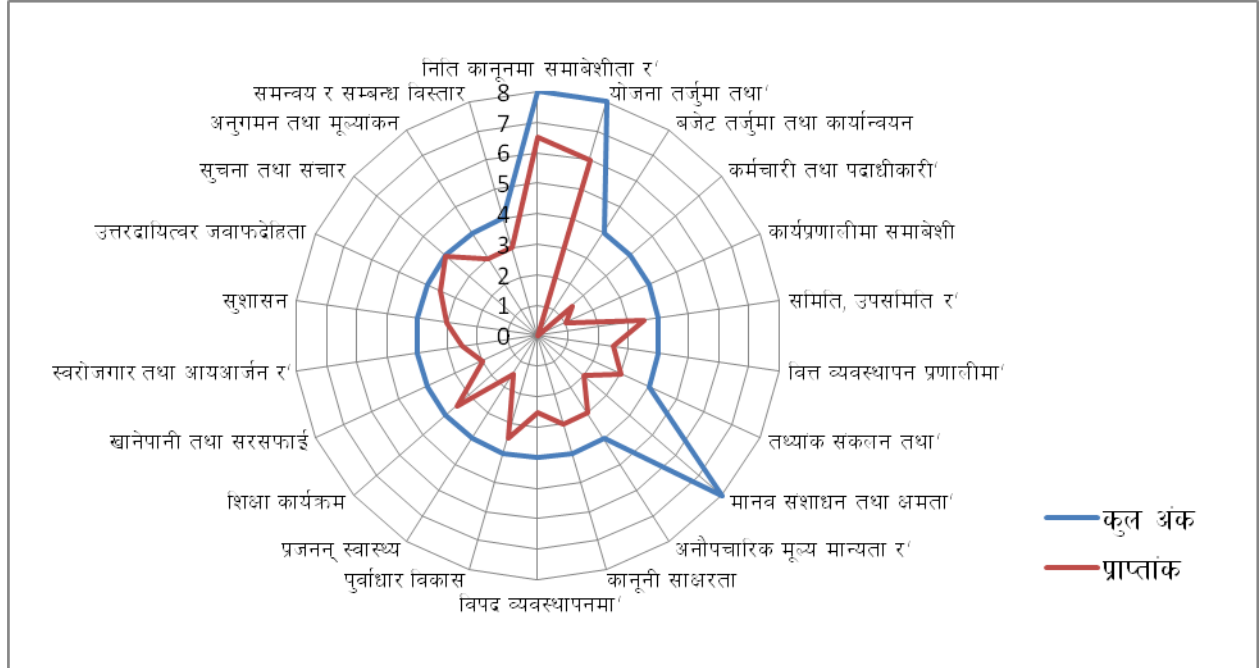 निति कानूनमा समाबेशीता र‘
योजना तर्जुमा तथा‘
बजेट तर्जुमा तथा कार्यान्वयन
कर्मचारी तथा पदाधीकारी‘
कार्यप्रणालीमा समाबेशी
समिति, उपसमिति र‘
वित्त व्यवस्थापन प्रणालीमा‘
तथ्यांक संकलन तथा‘
मानव संशाधन तथा क्षमता‘
अनौपचारिक मूल्य मान्यता र‘
कानूनी साक्षरता
विपद व्यवस्थापनमा‘
पुर्वाधार विकास
प्रजनन् स्वास्थ्य
शिक्षा कार्यक्रम
खानेपानी तथा सरसफाई
स्वरोजगार तथा आयआर्जन र‘
सुशासन
उत्तरदायित्वर जवाफदेहिता
सुचना तथा संचार
अनुगमन तथा मूल्यांकन
समन्वय र सम्बन्ध विस्तार
8
7
6
5
4
3
2
1
0
कुल अंक
प्राप्तांक